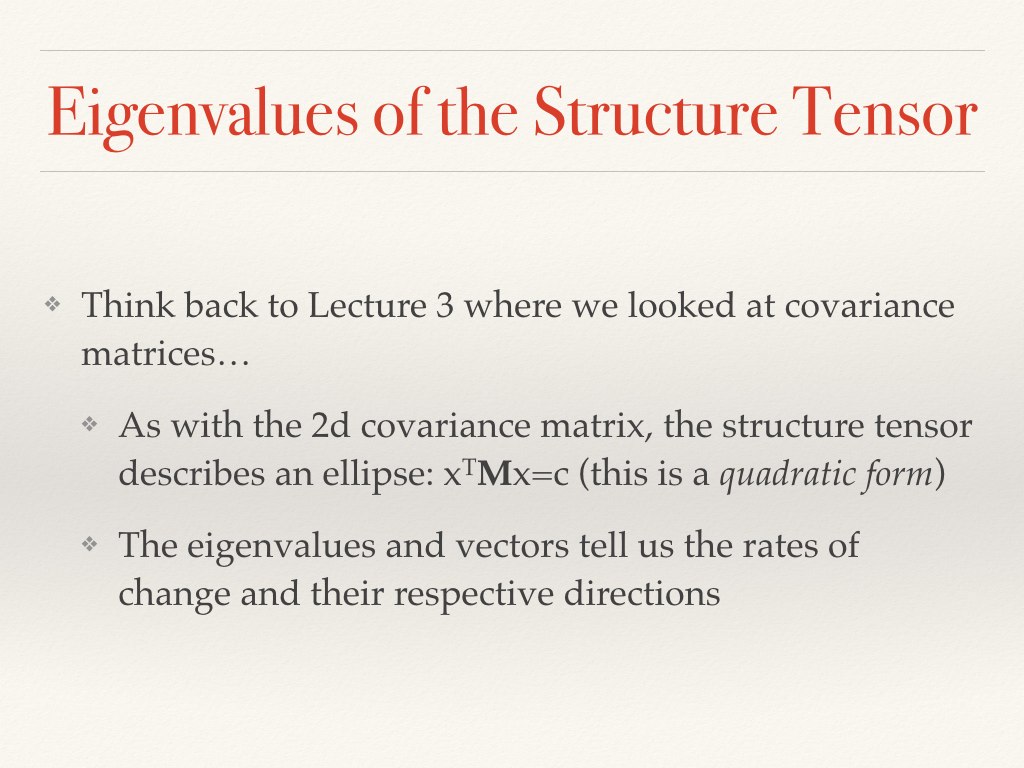 Eigenvalues of the Structure Tensor
❖ Think back to Lecture 3 where we looked at covariance
matrices…
❖ As with the 2d covariance matrix, the structure tensor
describes an ellipse: xᵀMx=c (this is a quadratic form)
❖ The eigenvalues and vectors tell us the rates of
change and their respective directions